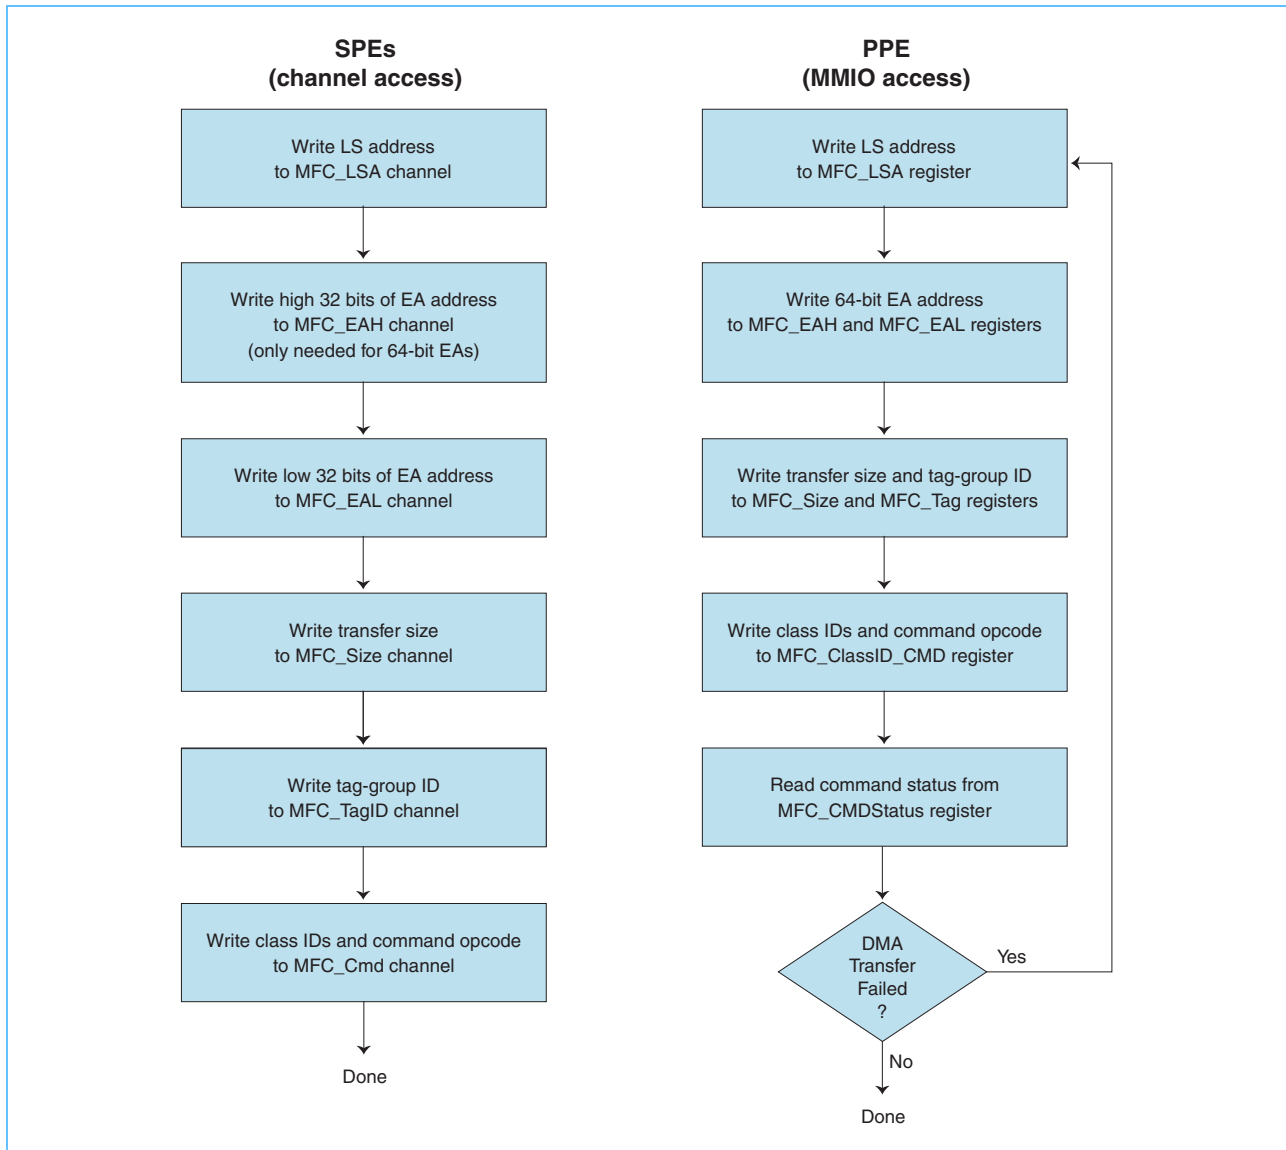 SPEs
(channel access)
Write LS address
to MFC_LSA channel
Write high 32 bits of EA address
to MFC_EAH channel
(only needed for 64-bit EAs)
Write low 32 bits of EA address
to MFC_EAL channel
Write transfer size
to MFC_Size channel
Write tag-group ID
to MFC_TagID channel
Write class IDs and command opcode
to MFC_Cmd channel
Done
PPE
(MMIO access)
Write LS address
to MFC_LSA register
Write 64-bit EA address
to MFC_EAH and MFC_EAL registers
Write transfer size and tag-group ID
to MFC_Size and MFC_Tag registers
Write class IDs and command opcode
to MFC_ClassID_CMD register
Read command status from
MFC_CMDStatus register
DMA
Transfer
Failed
?
Yes
No
Done